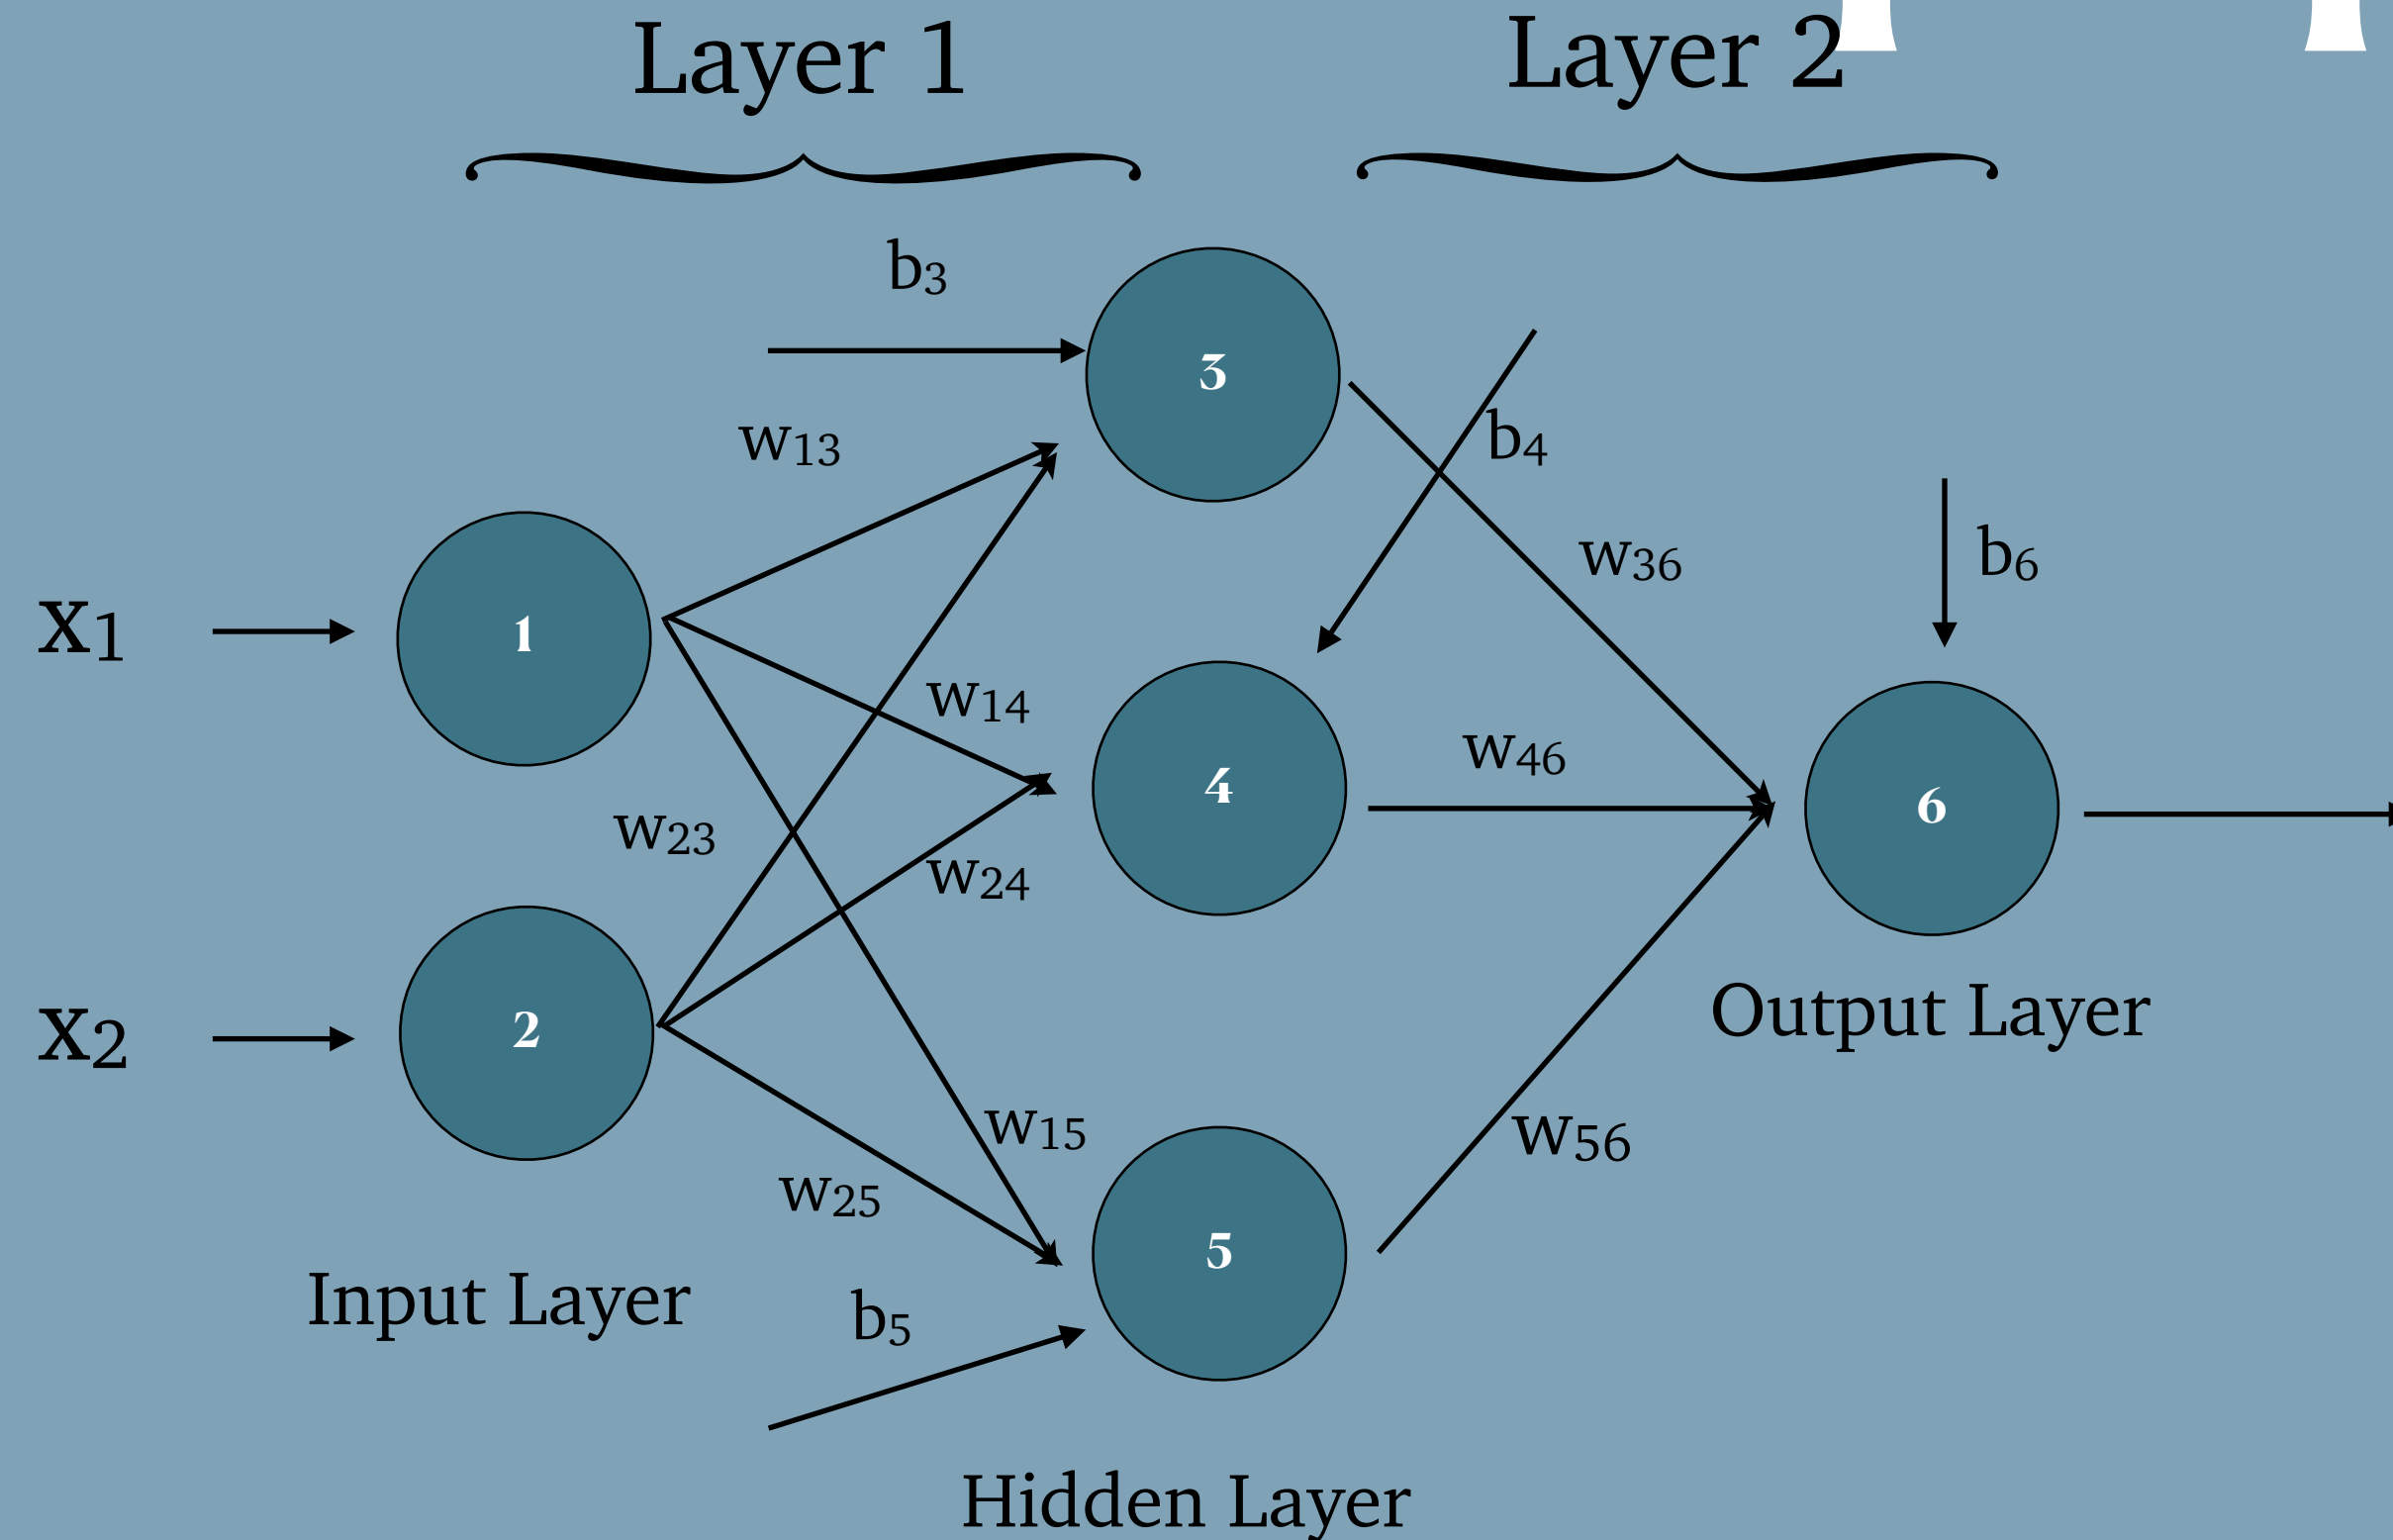 Layer 1
Layer 2
b3
3
b4
w13
w36
b6
x1
1
w14
w46
4
6
w23
w24
x2
2
Output Layer
w15
w56
w25
5
Input Layer
b5
Hidden Layer